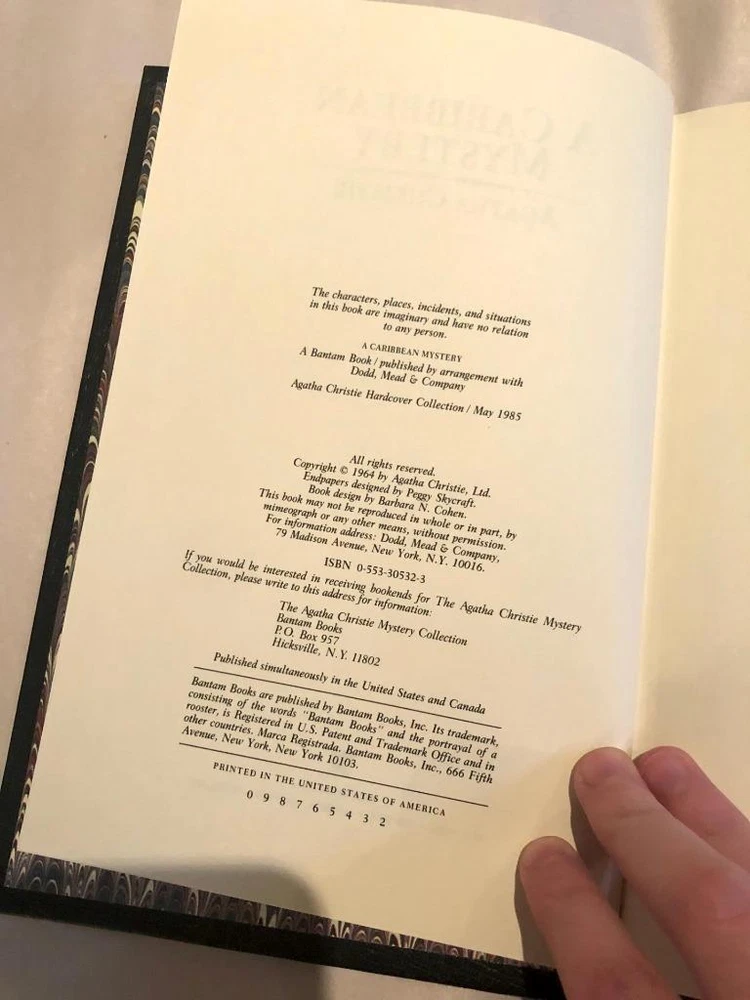 The characters, places, incidents, and situations
in this book are imaginary and have no relation
to any person.
A CARIBBEAN MYSTERY
A Bantam Book / published by arrangement with
Dodd, Mead & Company
Agatha Christie Hardcover Collection / May 1985
All rights reserved.
Copyright © 1964 by Agatha Christie, Ltd.
Endpapers designed by Peggy Skycraft.
Book design by Barbara N. Cohen.
This book may not be reproduced in whole or in part, by
mimeograph or any other means, without permission.
For information address: Dodd, Mead & Company,
79 Madison Avenue, New York, N.Y. 10016.
ISBN 0-553-30532-3
If you would be interested in receiving bookends for The Agatha Christie Mystery
Collection, please write to this address for information:
The Agatha Christie Mystery Collection
Bantam Books
P.O. Box 957
Hicksville, N.Y. 11802
Published simultaneously in the United States and Canada
Bantam Books are published by Bantam Books, Inc. Its trademark,
consisting of the words "Bantam Books" and the portrayal of a
rooster, is Registered in U.S. Patent and Trademark Office and in
other countries. Marca Registrada. Bantam Books, Inc., 666 Fifth
Avenue, New York, New York 10103.
PRINTED IN THE UNITED STATES OF AMERICA
0 9 8 7 6 5 4 3 2